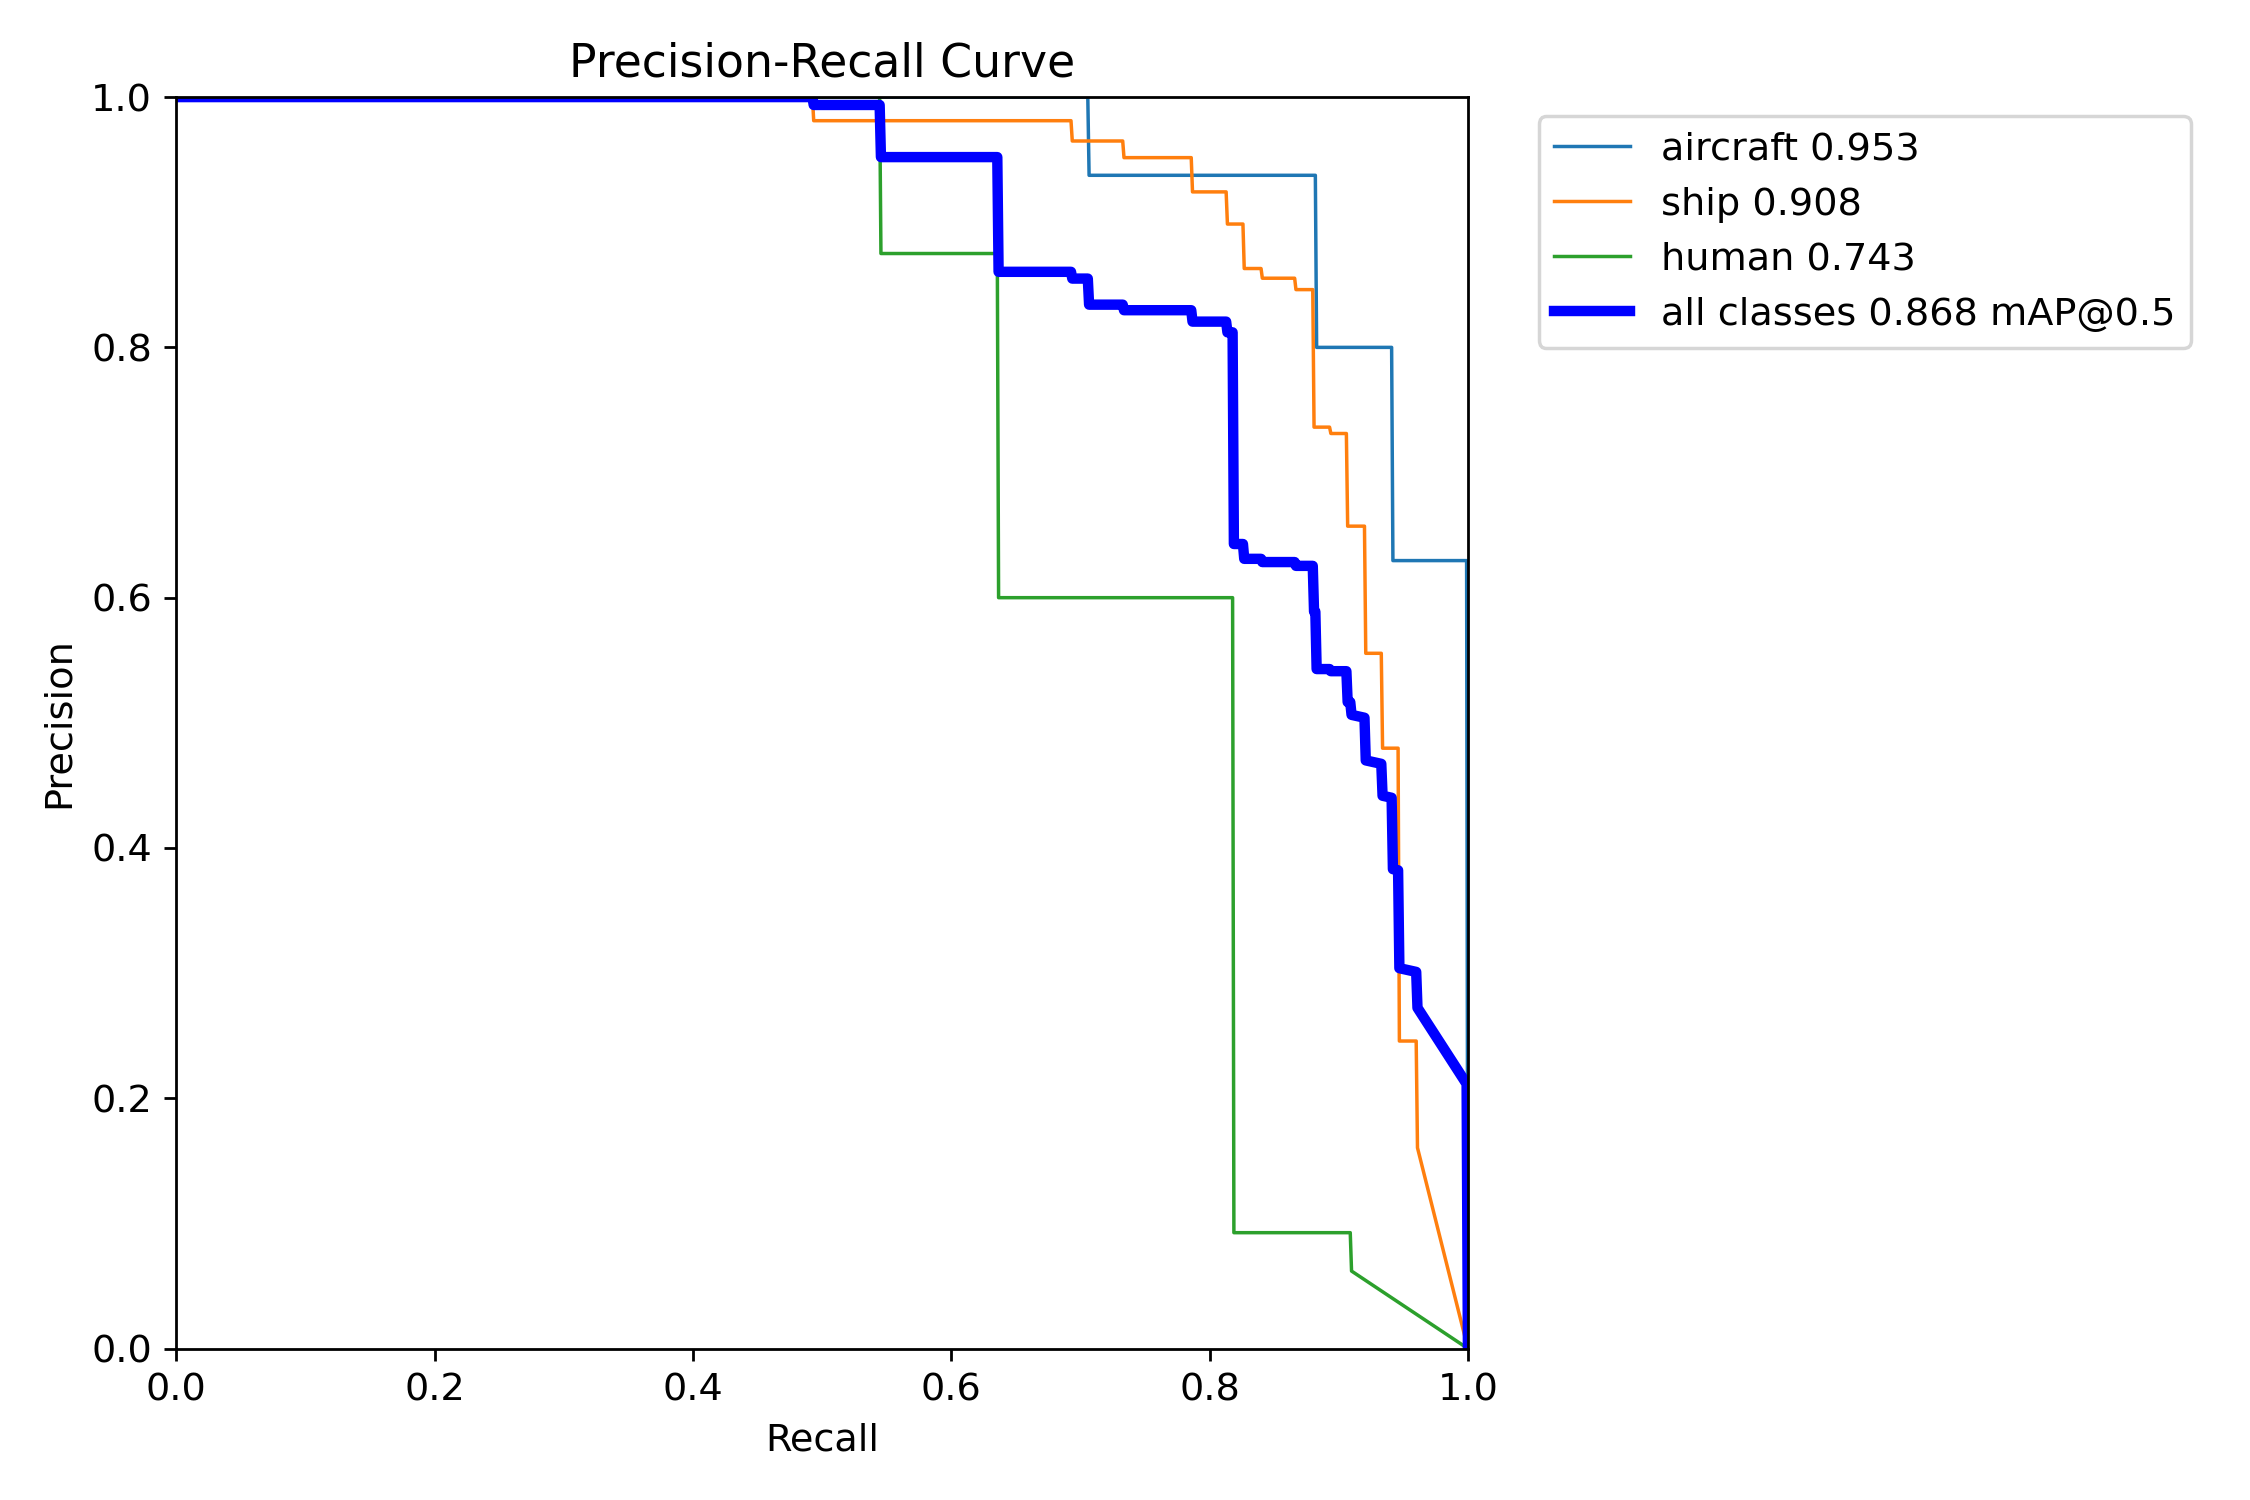 Precision-Recall Curve
1.0
0.8
0.6
0.4
0.2
0.0
Precision
0.0 0.2 0.4 0.6 0.8 1.0
Recall
aircraft 0.953
ship 0.908
human 0.743
all classes 0.868 mAP@0.5